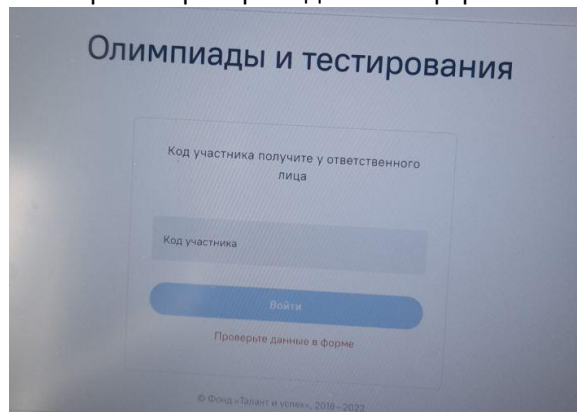 Олимпиады и тестирования
Код участника получите у ответственного
лица
Код участника
Войти
Проверьте данные в форме
© Фонд «Талант и успех», 2018–2022